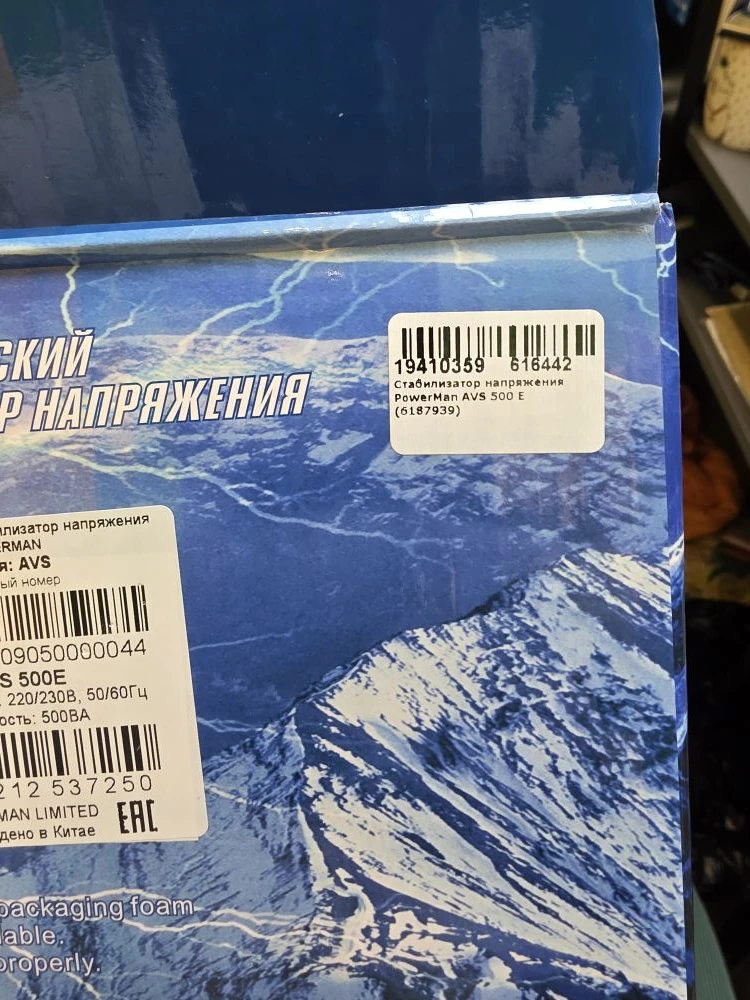 СКИЙ
Р НАПРЯЖЕНИЯ
19410359 616442
Стабилизатор напряжения
PowerMan AVS 500 E
(6187939)
илизатор напряжения
ERMAN
я: AVS
ый номер
09050000044
S 500E
220/230В, 50/60Гц
ость: 500ВА
212 537250
MAN LIMITED
дено в Китае
EAC
packaging foam
lable.
properly.